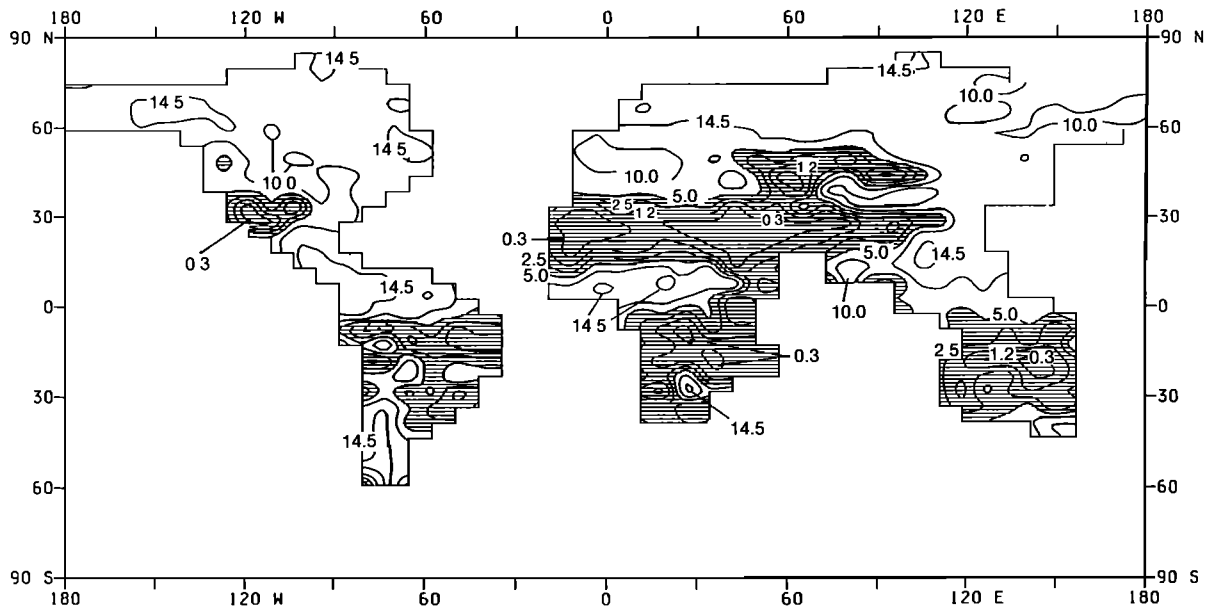 180 120 W 60 0 60 120 E 180
90 N 90 N
14 5 14.5
14 5 10.0
60 14.5 10.0 60
14 5 1 2
10 0 10.0 5.0
30 2 5 1.2 0 3 30
0.3
0 3 2.5 5.0 14.5
5.0
14.5
0 14 5 10.0 5.0 0
0.3 2 5 1.2 0.3
30 30
14.5 14.5
60 60
90 S 90 S
180 120 W 60 0 60 120 E 180